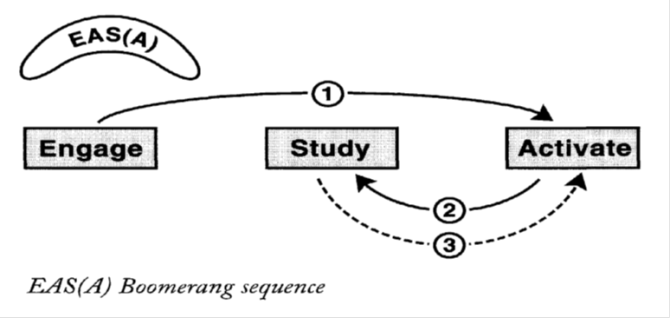 EAS(A)
1
Engage
Study
Activate
2
3
EAS(A) Boomerang sequence